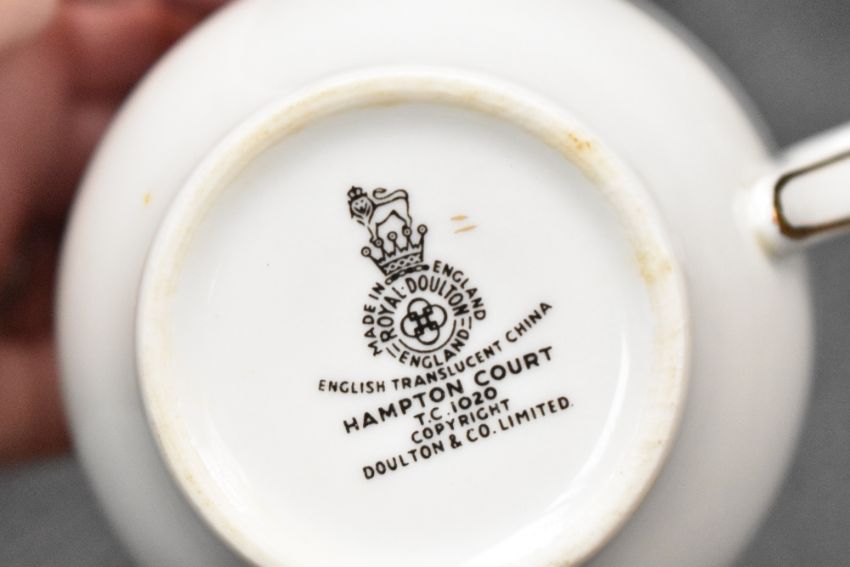 MADE IN ENGLAND
ROYAL·DOULTON
ENGLAND
ENGLISH TRANSLUCENT CHINA
HAMPTON COURT
T.C.1020
COPYRIGHT
DOULTON & CO. LIMITED.